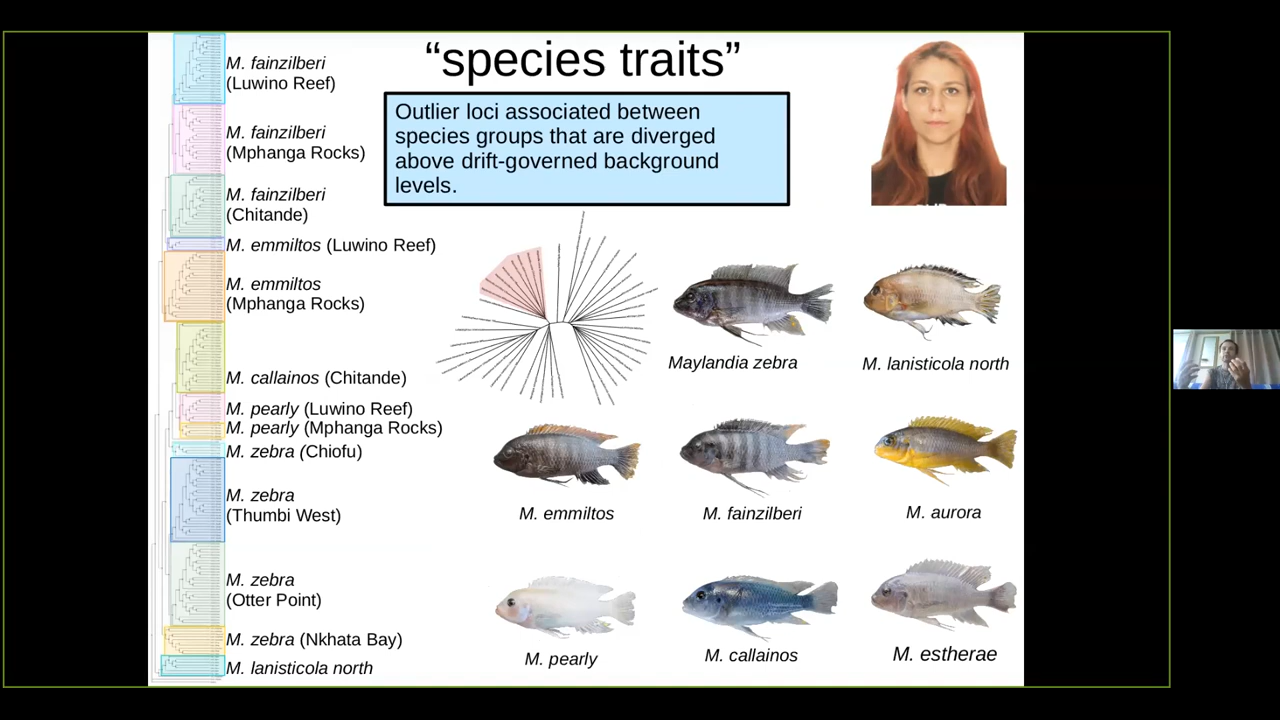 “species traits”
Outlier loci associated between
species groups that are diverged
above drift-governed background
levels.
M. fainzilberi
(Luwino Reef)
M. fainzilberi
(Mphanga Rocks)
M. fainzilberi
(Chitande)
M. emmiltos (Luwino Reef)
M. emmiltos
(Mphanga Rocks)
M. callainos (Chitande)
M. pearly (Luwino Reef)
M. pearly (Mphanga Rocks)
M. zebra (Chiofu)
M. zebra
(Thumbi West)
M. zebra
(Otter Point)
M. zebra (Nkhata Bay)
M. lanisticola north
Maylandia zebra
M. lanisticola north
M. emmiltos
M. fainzilberi
M. aurora
M. pearly
M. callainos
M. estherae